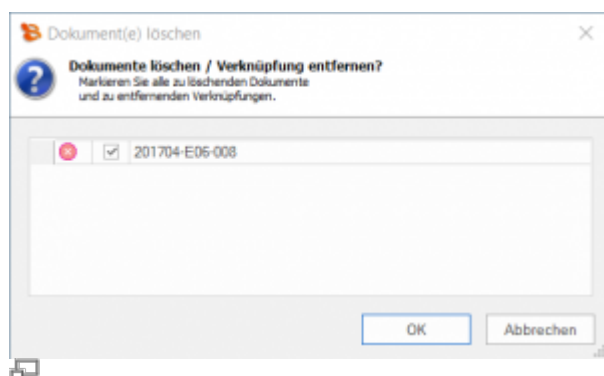 Dokument(e) löschen
Dokumente löschen / Verknüpfung entfernen?
Markieren Sie alle zu löschenden Dokumente
und zu entfernenden Verknüpfungen.
201704-E06-008
OK
Abbrechen